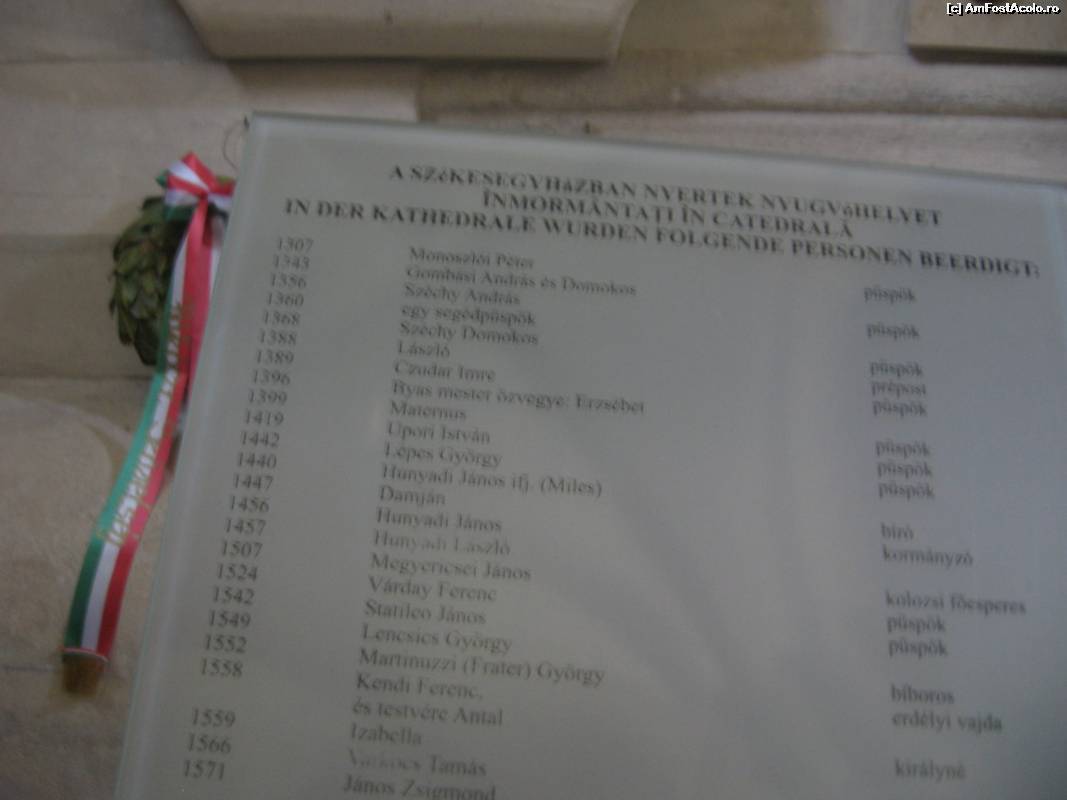 [c] AmFostAcolo.ro
A SZéKESEGYHáZBAN NYERTEK NYUGVóHELYET
ÎNMORMÂNTAŢI ÎN CATEDRALĂ
IN DER KATHEDRALE WURDEN FOLGENDE PERSONEN BEERDIGT:
1307 Monoszlói Péter püspök
1343 Gombási András és Domokos
1356 Széchy András püspök
1360 egy segédpüspök
1368 Széchy Domokos püspök
1388 László prépost
1389 Czudar Imre püspök
1396 Byas mester özvegye: Erzsébet
1399 Maternus püspök
1419 Upori István püspök
1442 Lépes György püspök
1440 Hunyadi János ifj. (Miles)
1447 Damján bíró
1456 Hunyadi János kormányzó
1457 Hunyadi László
1507 Megyericsei János kolozsi főesperes
1524 Várday Ferenc püspök
1542 Statileo János püspök
1549 Lencsics György
1552 Martinuzzi (Frater) György bíboros
1558 Kendi Ferenc, erdélyi vajda
és testvére Antal
1559 Izabella királyné
1566 Varkocs Tamás
1571 János Zsigmond